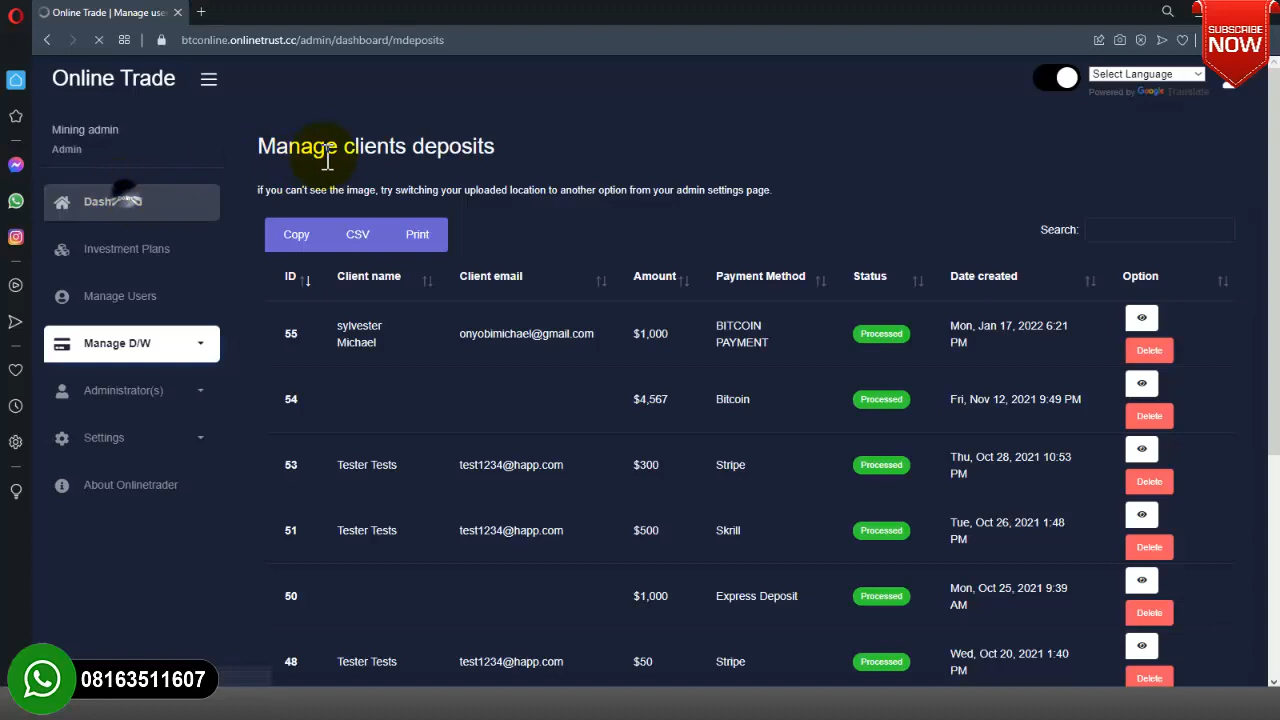 Online Trade | Manage use
SUBSCRIBE
NOW
btconline.onlinetrust.cc/admin/dashboard/mdeposits
Online Trade
Select Language
Powered by Google Translate
Mining admin
Admin
Investment Plans
Manage Users
Manage D/W
Administrator(s)
Settings
About Onlinetrader
Manage clients deposits
if you can't see the image, try switching your uploaded location to another option from your admin settings page.
Copy CSV Print
Search:
ID Client name Client email Amount Payment Method Status Date created Option
55 sylvester Michael onyobimichael@gmail.com $1,000 BITCOIN PAYMENT Processed Mon, Jan 17, 2022 6:21 PM Delete
54 $4,567 Bitcoin Processed Fri, Nov 12, 2021 9:49 PM Delete
53 Tester Tests test1234@happ.com $300 Stripe Processed Thu, Oct 28, 2021 10:53 PM Delete
51 Tester Tests test1234@happ.com $500 Skrill Processed Tue, Oct 26, 2021 1:48 PM Delete
50 $1,000 Express Deposit Processed Mon, Oct 25, 2021 9:39 AM Delete
48 Tester Tests test1234@happ.com $50 Stripe Processed Wed, Oct 20, 2021 1:40 PM Delete
08163511607